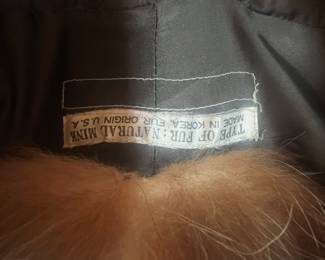 TYPE OF FUR: NATURAL MINK
MADE IN KOREA, FUR ORIGIN U.S.A